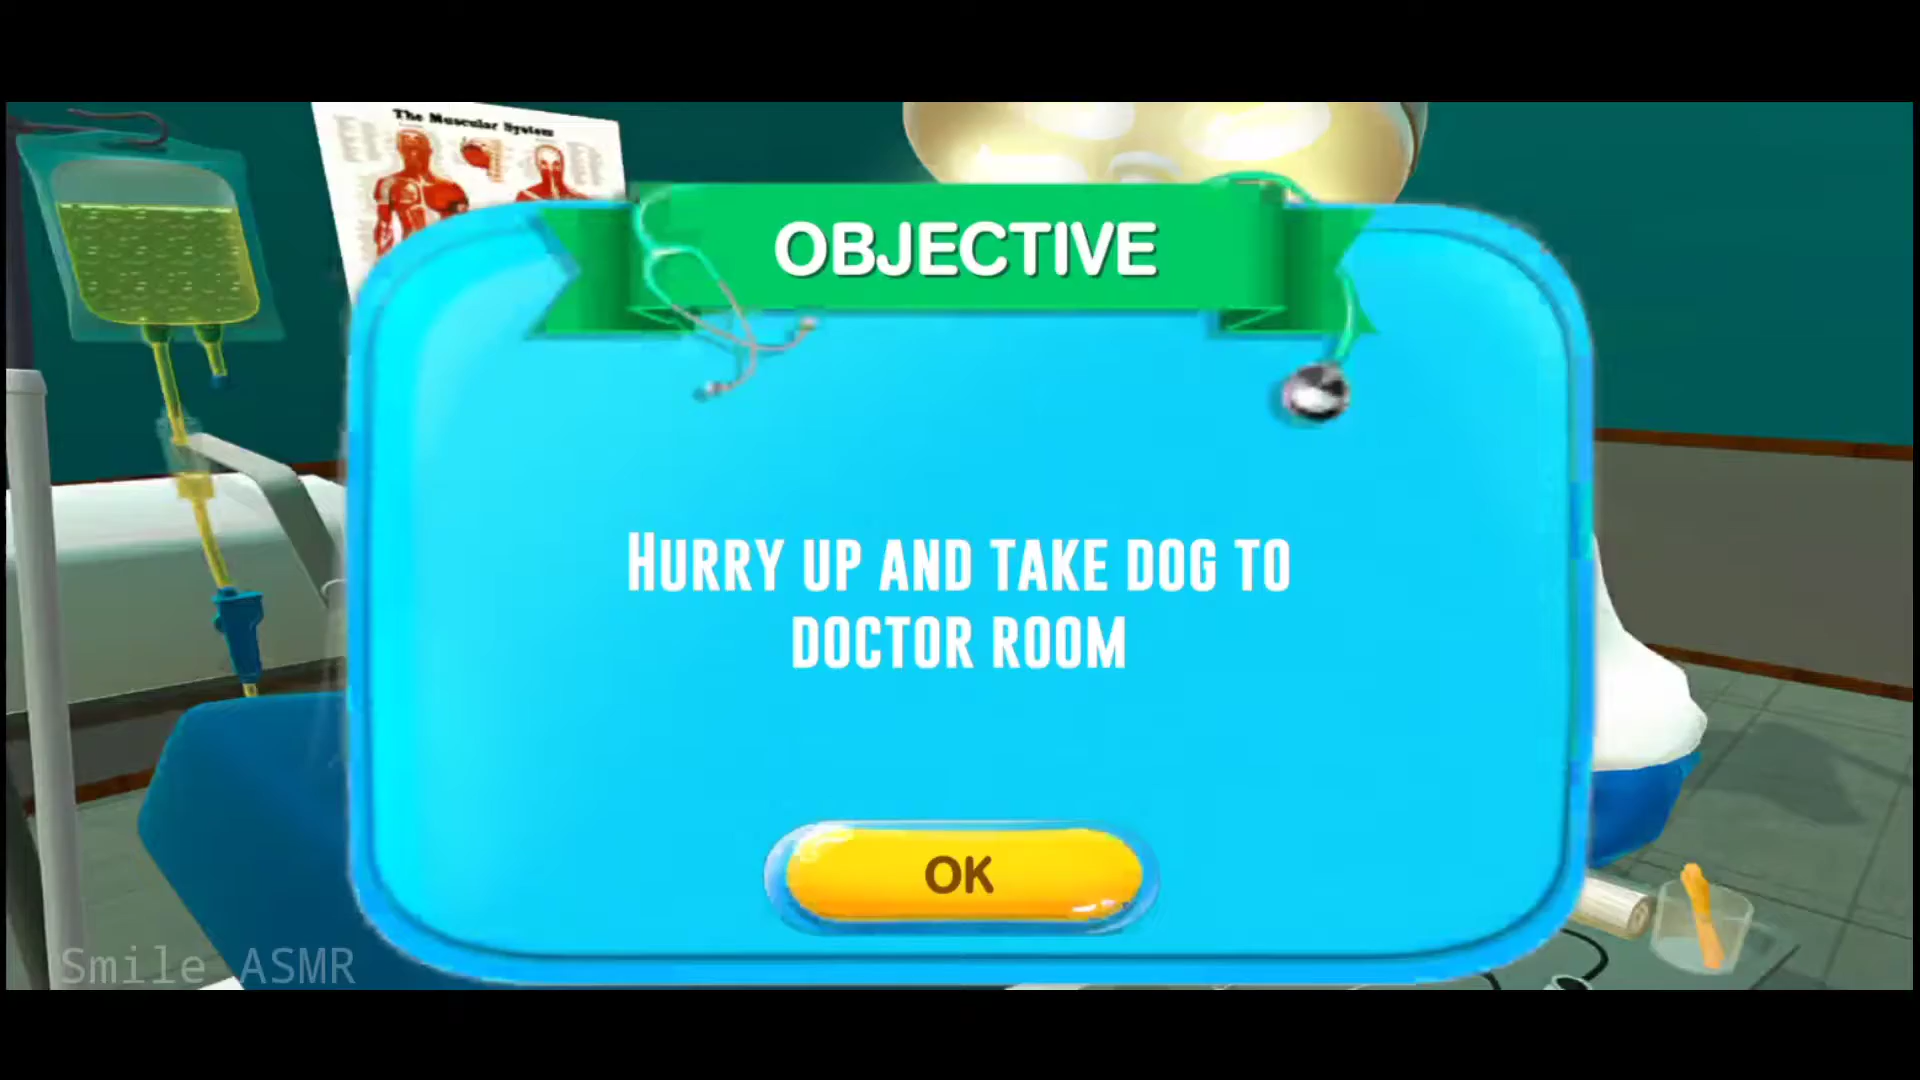 The Muscular System
OBJECTIVE
HURRY UP AND TAKE DOG TO
DOCTOR ROOM
OK
Smile ASMR